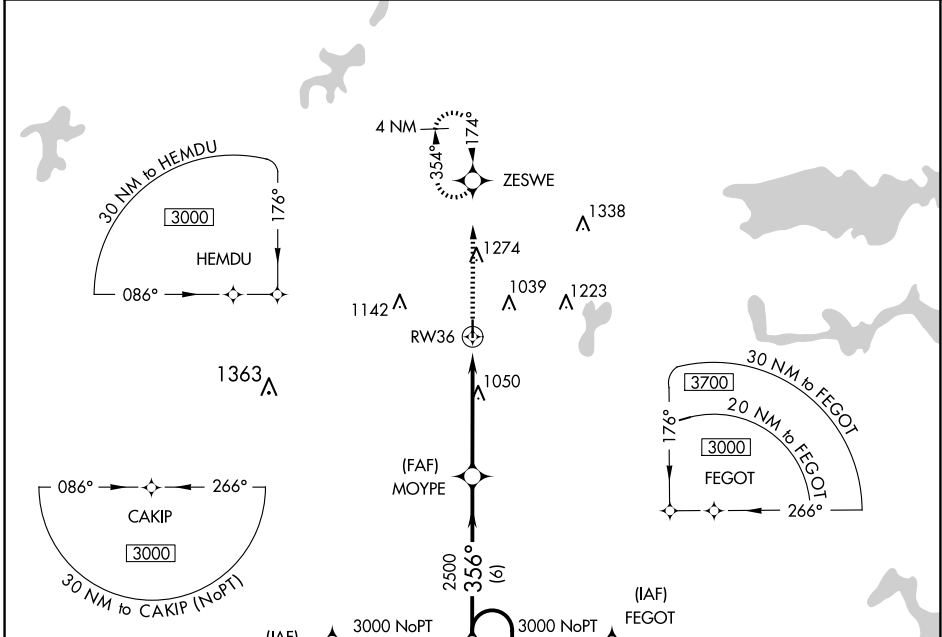 4 NM
174°
354°
ZESWE
30 NM to HEMDU
3000
176°
HEMDU
086°
1338
1274
1142
1039
1223
RW36
1363
1050
30 NM to FEGOT
3700
20 NM to FEGOT
176°
3000
FEGOT
266°
(FAF)
MOYPE
086°
266°
CAKIP
3000
30 NM to CAKIP (NoPT)
2500
356°
(6)
(IAF)
FEGOT
(IAF)
3000 NoPT
3000 NoPT